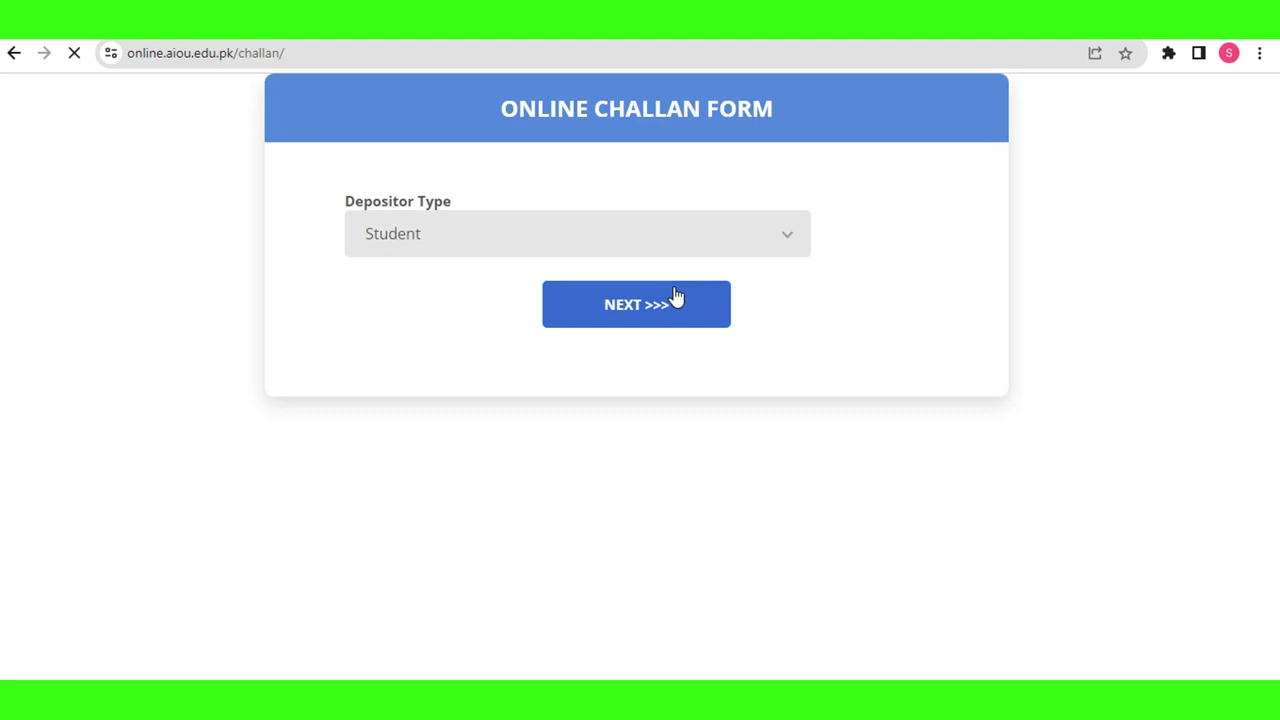 online.aiou.edu.pk/challan/
S
ONLINE CHALLAN FORM
Depositor Type
Student
NEXT >>>